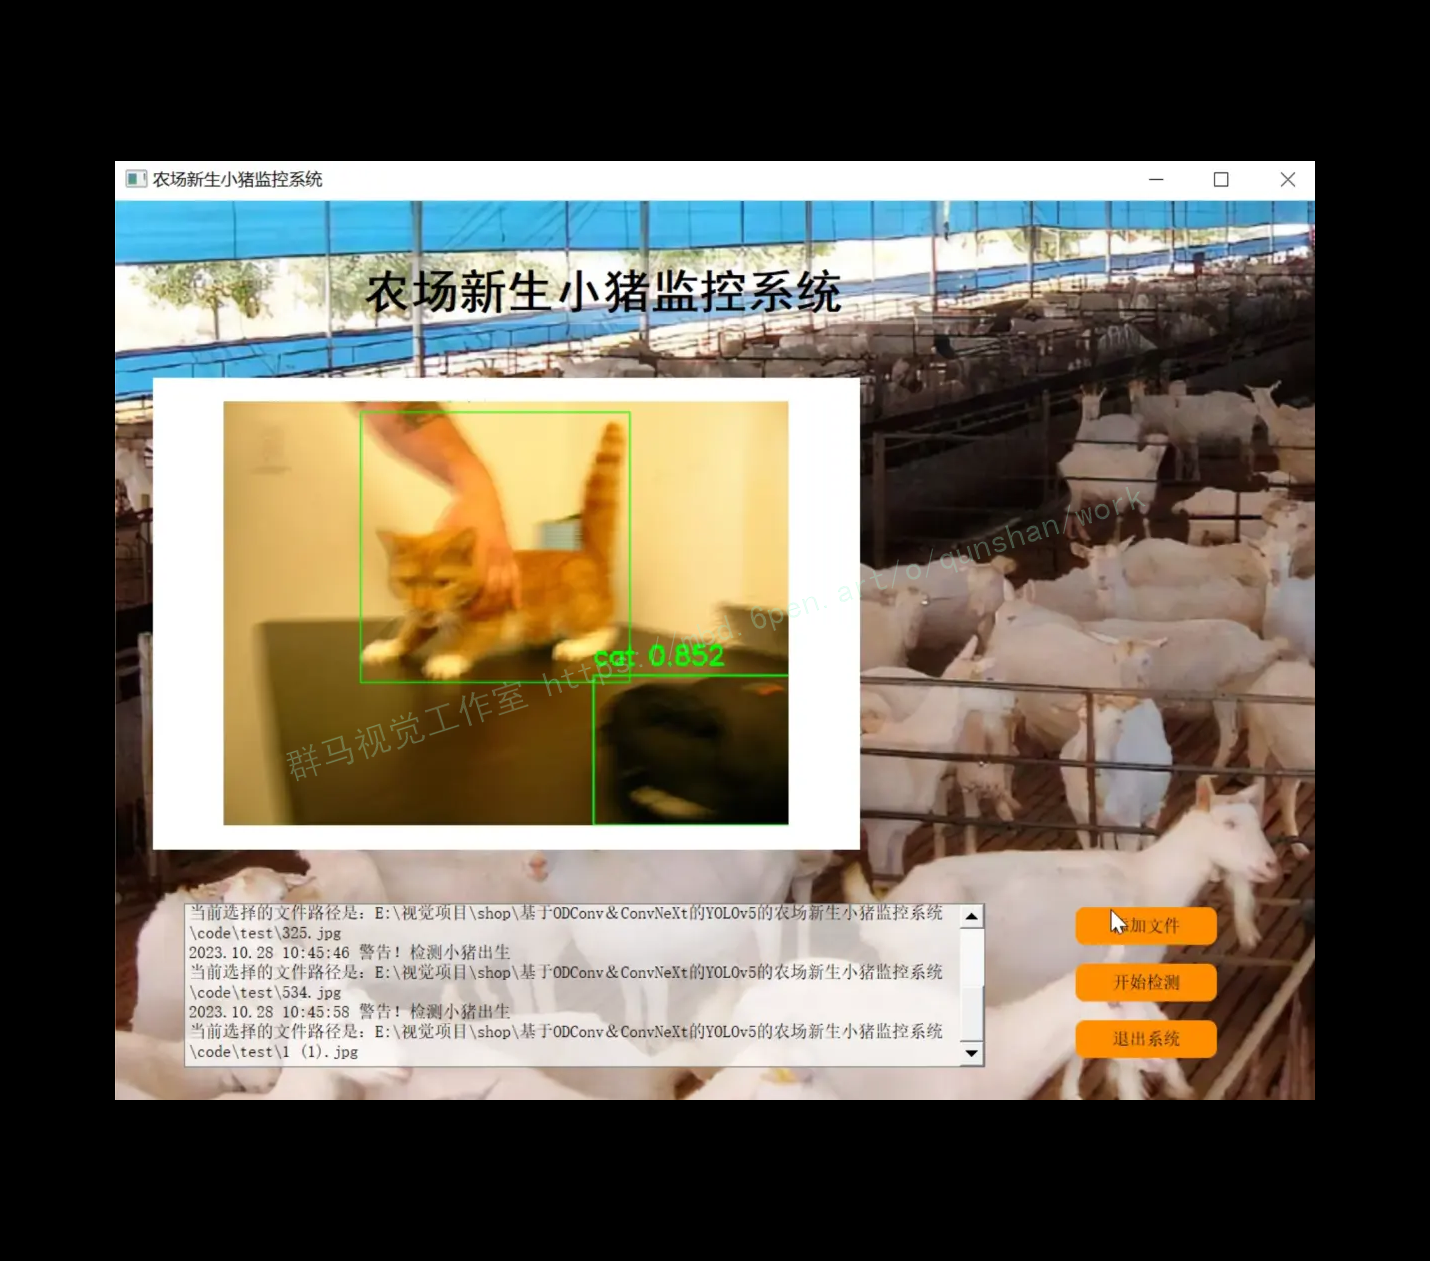 农场新生小猪监控系统
农场新生小猪监控系统
cat 0.852
群马视觉工作室 https://mbd.6pen.art/o/qunshan/work
当前选择的文件路径是: E:\视觉项目\shop\基于ODConv&ConvNeXt的YOLOv5的农场新生小猪监控系统
\code\test\325.jpg
2023.10.28 10:45:46 警告! 检测小猪出生
当前选择的文件路径是: E:\视觉项目\shop\基于ODConv&ConvNeXt的YOLOv5的农场新生小猪监控系统
\code\test\534.jpg
2023.10.28 10:45:58 警告! 检测小猪出生
当前选择的文件路径是: E:\视觉项目\shop\基于ODConv&ConvNeXt的YOLOv5的农场新生小猪监控系统
\code\test\1 (1).jpg
添加文件
开始检测
退出系统